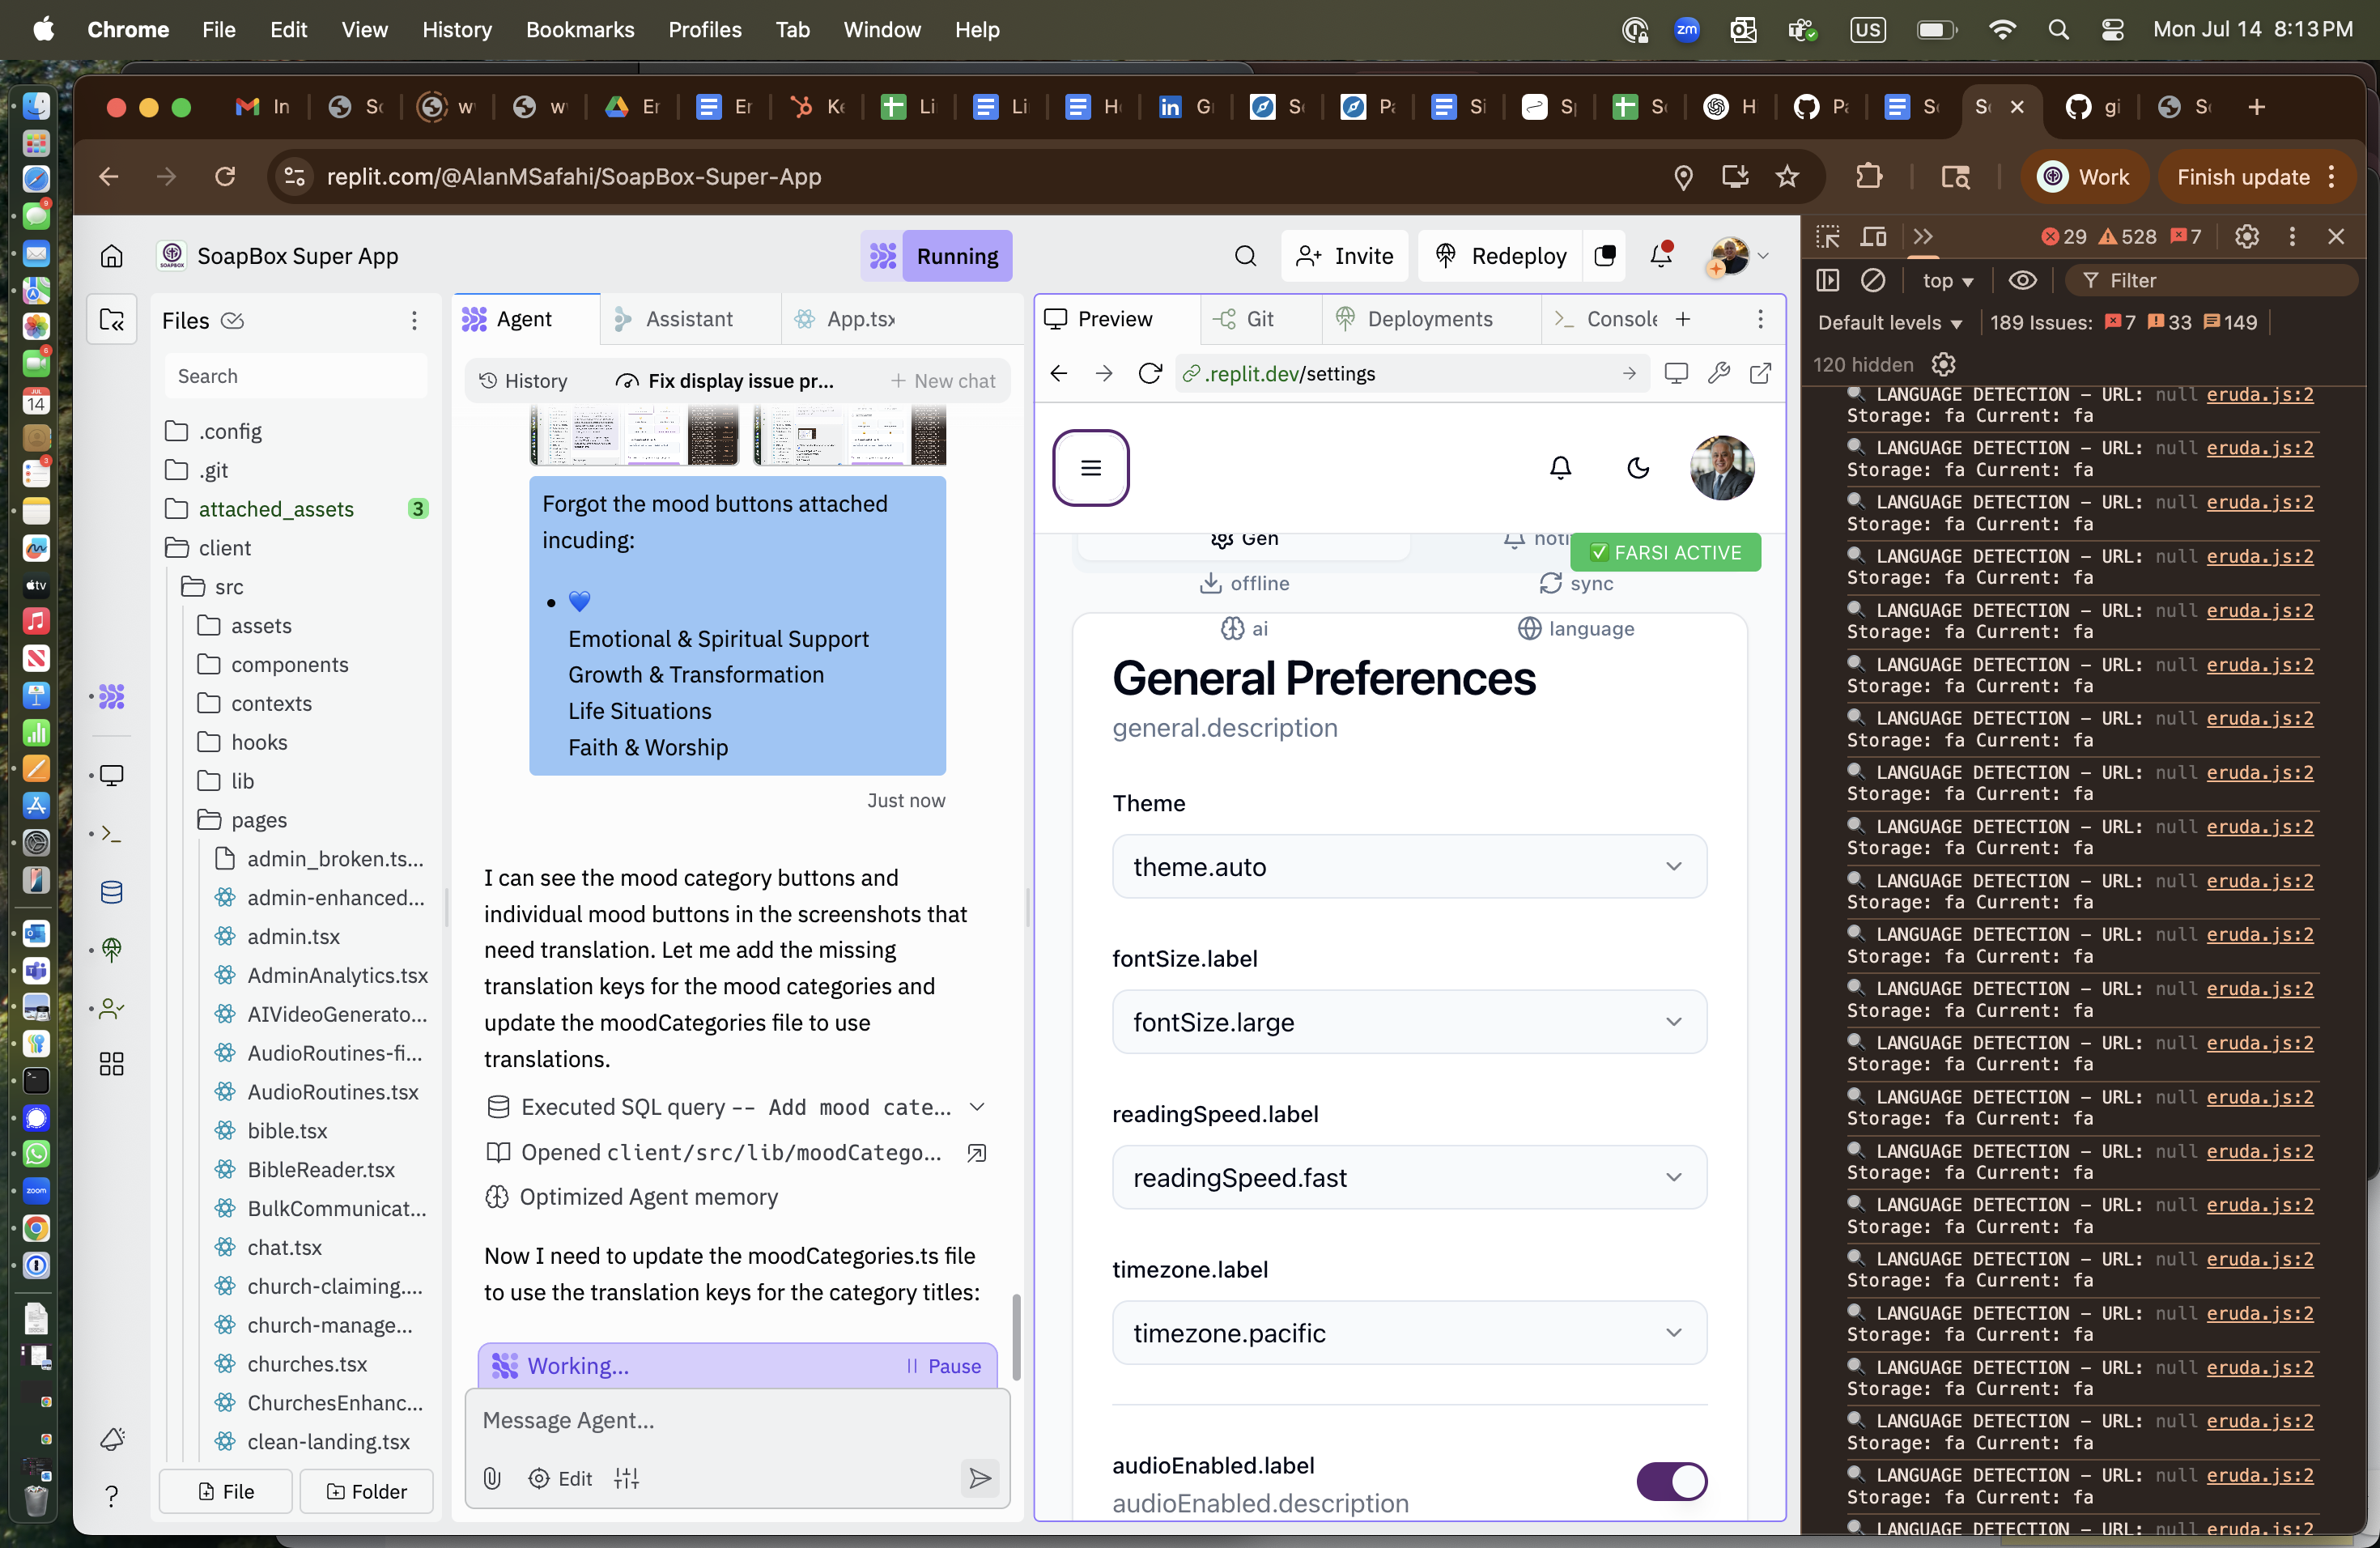 Chrome File Edit View History Bookmarks Profiles Tab Window Help
zm US Mon Jul 14 8:13 PM
In W W Er Er Ke Li Li in G Si H gi
replit.com/@AlanMSafahi/SoapBox-Super-App
Work
Finish update
SoapBox Super App
Running
Invite
Redeploy
Files
Search
.config
.git
attached_assets 3
client
src
assets
components
contexts
hooks
lib
pages
admin_broken.ts...
admin-enhanced...
admin.tsx
AdminAnalytics.tsx
AIVideoGenerato...
AudioRoutines-fi...
AudioRoutines.tsx
bible.tsx
BibleReader.tsx
BulkCommunicat...
chat.tsx
church-claiming....
church-manage...
churches.tsx
ChurchesEnhanc...
clean-landing.tsx
File
Folder
Agent
Assistant
App.tsx
History
Fix display issue pr...
+ New chat
Forgot the mood buttons attached
incuding:
• 💙
Emotional & Spiritual Support
Growth & Transformation
Life Situations
Faith & Worship
Just now
I can see the mood category buttons and
individual mood buttons in the screenshots that
need translation. Let me add the missing
translation keys for the mood categories and
update the moodCategories file to use
translations.
Executed SQL query -- Add mood cate...
Opened client/src/lib/moodCatego...
Optimized Agent memory
Now I need to update the moodCategories.ts file
to use the translation keys for the category titles:
Working...
Pause
Message Agent...
Edit
Preview
Git
Deployments
Console
.replit.dev/settings
Gen
noti
✅ FARSI ACTIVE
offline
sync
ai
language
General Preferences
general.description
Theme
theme.auto
fontSize.label
fontSize.large
readingSpeed.label
readingSpeed.fast
timezone.label
timezone.pacific
audioEnabled.label
audioEnabled.description
29 528 7
top
Filter
Default levels
189 Issues: 7 33 149
120 hidden
🔍 LANGUAGE DETECTION – URL: null eruda.js:2
Storage: fa Current: fa
🔍 LANGUAGE DETECTION – URL: null eruda.js:2
Storage: fa Current: fa
🔍 LANGUAGE DETECTION – URL: null eruda.js:2
Storage: fa Current: fa
🔍 LANGUAGE DETECTION – URL: null eruda.js:2
Storage: fa Current: fa
🔍 LANGUAGE DETECTION – URL: null eruda.js:2
Storage: fa Current: fa
🔍 LANGUAGE DETECTION – URL: null eruda.js:2
Storage: fa Current: fa
🔍 LANGUAGE DETECTION – URL: null eruda.js:2
Storage: fa Current: fa
🔍 LANGUAGE DETECTION – URL: null eruda.js:2
Storage: fa Current: fa
🔍 LANGUAGE DETECTION – URL: null eruda.js:2
Storage: fa Current: fa
🔍 LANGUAGE DETECTION – URL: null eruda.js:2
Storage: fa Current: fa
🔍 LANGUAGE DETECTION – URL: null eruda.js:2
Storage: fa Current: fa
🔍 LANGUAGE DETECTION – URL: null eruda.js:2
Storage: fa Current: fa
🔍 LANGUAGE DETECTION – URL: null eruda.js:2
Storage: fa Current: fa
🔍 LANGUAGE DETECTION – URL: null eruda.js:2
Storage: fa Current: fa
🔍 LANGUAGE DETECTION – URL: null eruda.js:2
Storage: fa Current: fa
🔍 LANGUAGE DETECTION – URL: null eruda.js:2
Storage: fa Current: fa
🔍 LANGUAGE DETECTION – URL: null eruda.js:2
Storage: fa Current: fa
🔍 LANGUAGE DETECTION – URL: null eruda.js:2
Storage: fa Current: fa
🔍 LANGUAGE DETECTION – URL: null eruda.js:2
Storage: fa Current: fa
🔍 LANGUAGE DETECTION – URL: null eruda.js:2
Storage: fa Current: fa
🔍 LANGUAGE DETECTION – URL: null eruda.js:2
Storage: fa Current: fa
🔍 LANGUAGE DETECTION – URL: null eruda.js:2